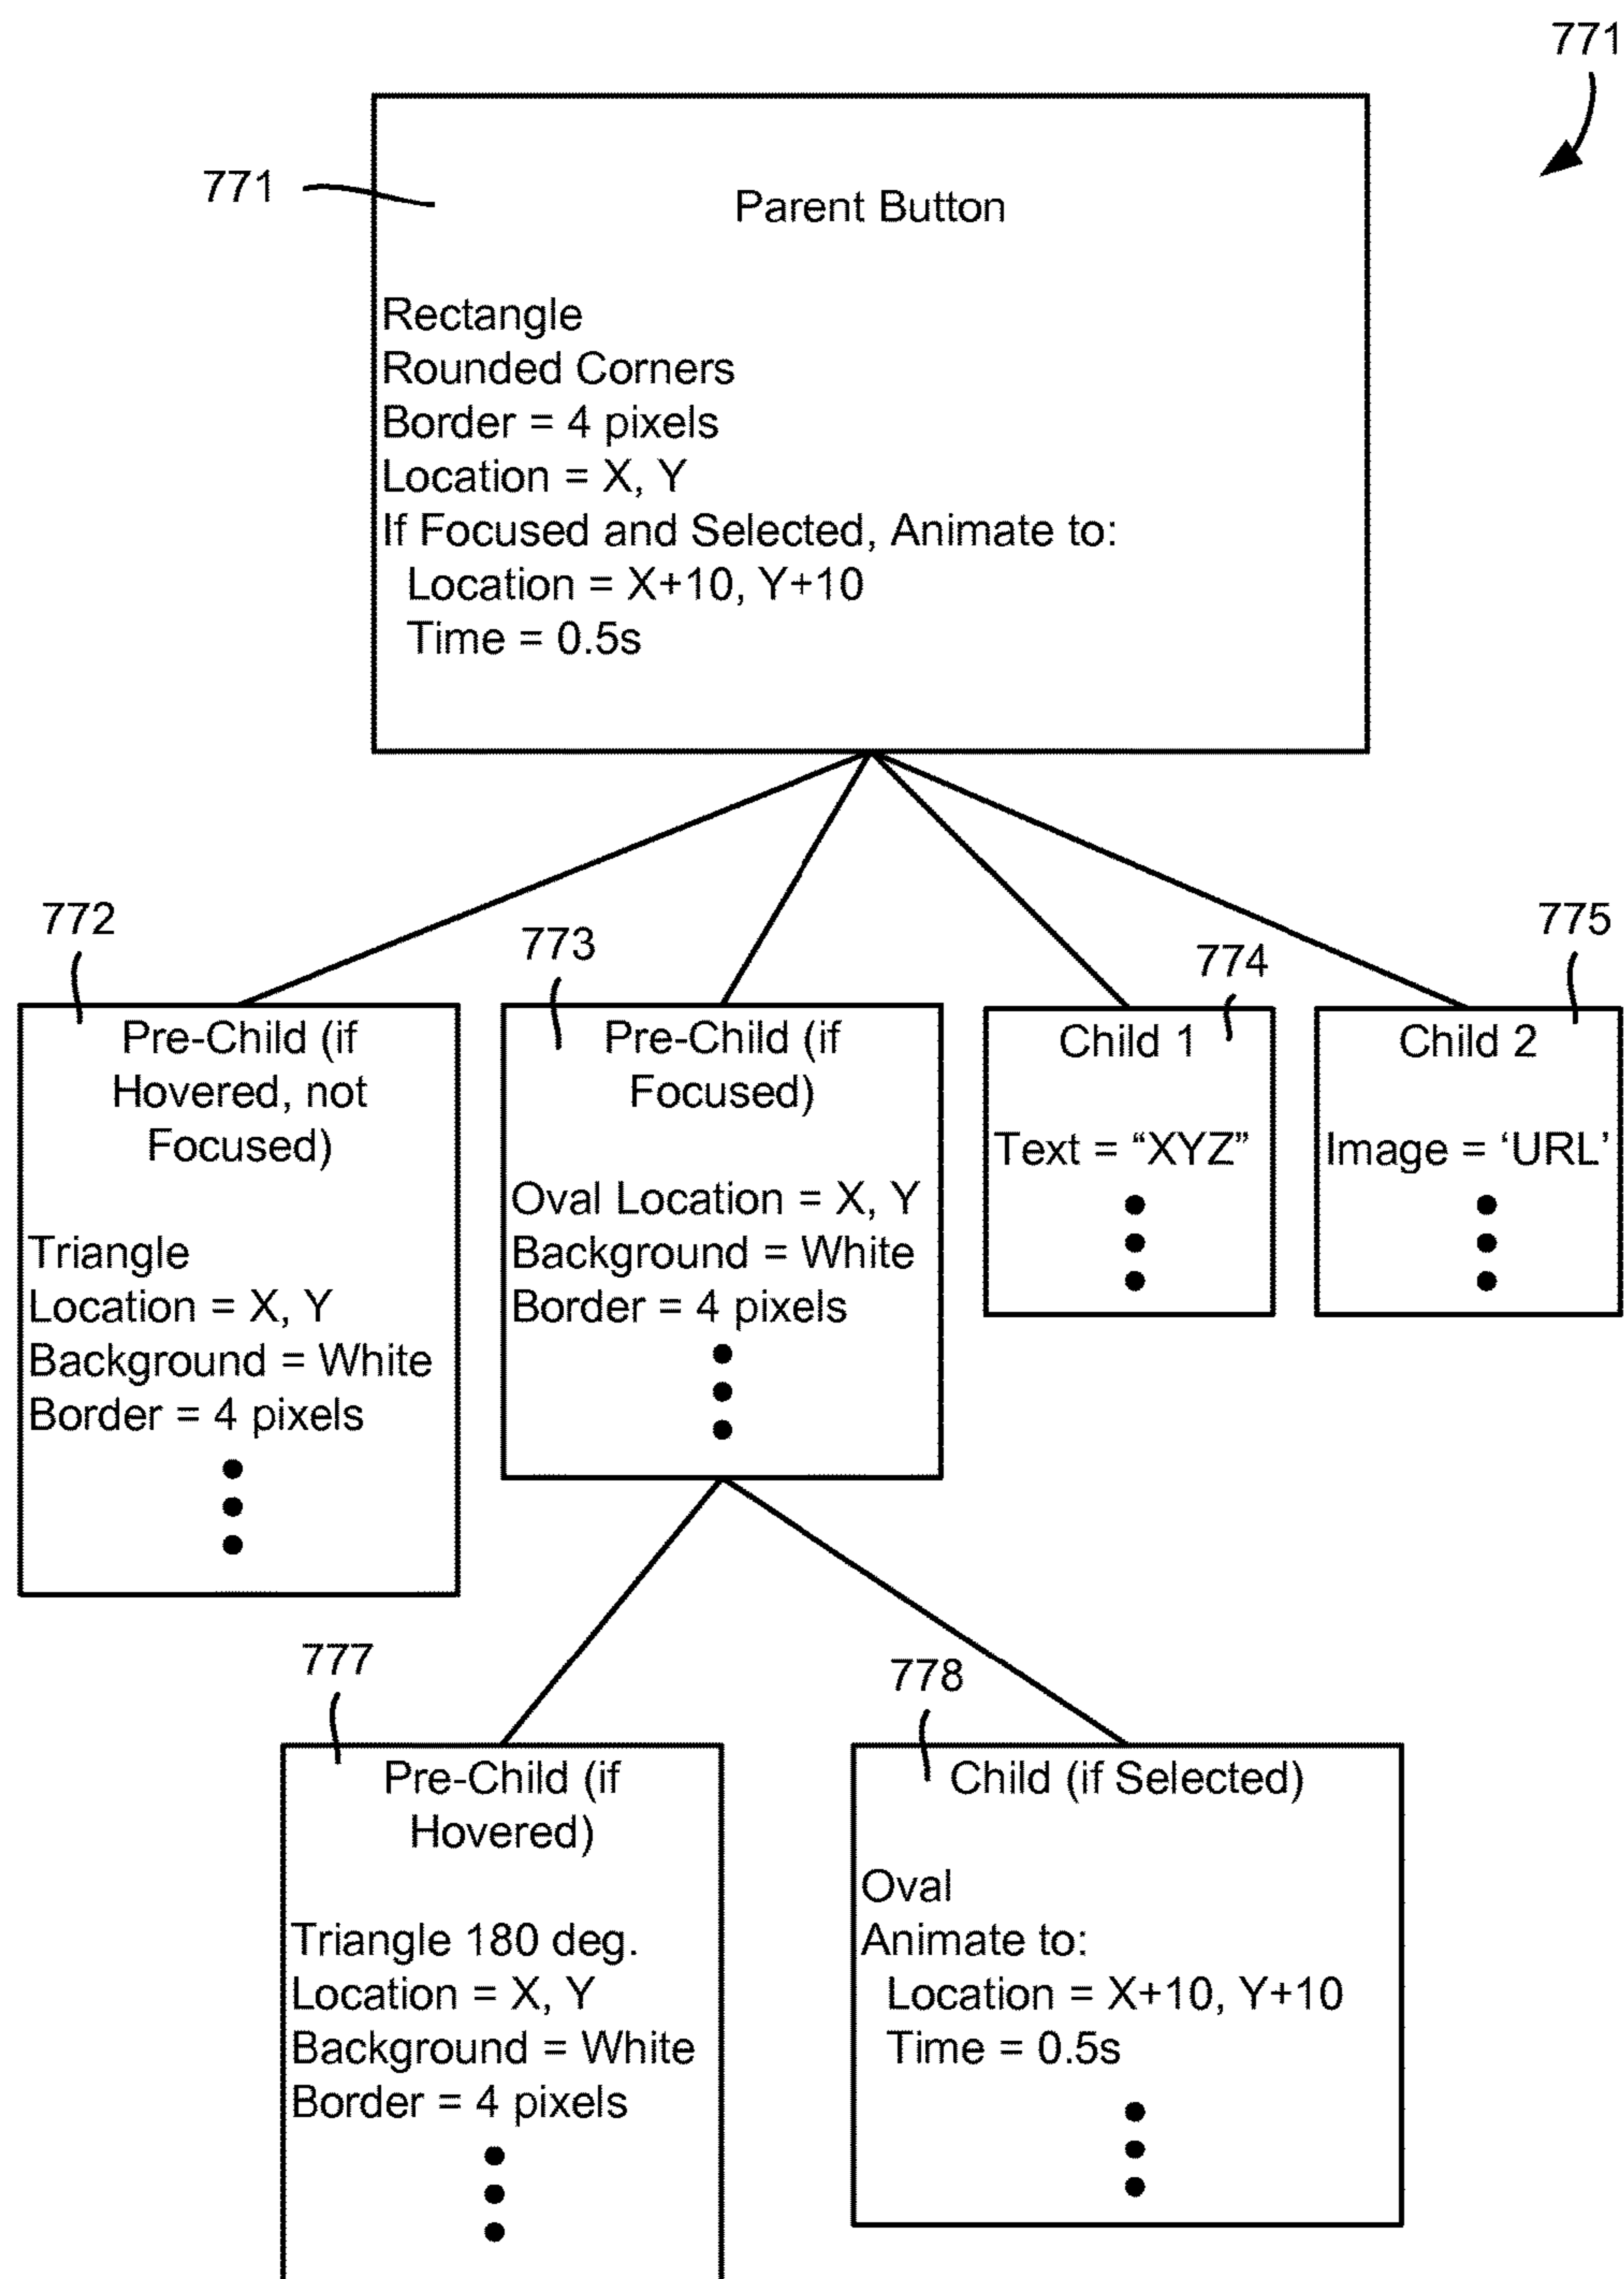 771
771
Parent Button
Rectangle
Rounded Corners
Border = 4 pixels
Location = X, Y
If Focused and Selected, Animate to:
Location = X+10, Y+10
Time = 0.5s
772
773
774
775
Pre-Child (if
Hovered, not
Focused)
Triangle
Location = X, Y
Background = White
Border = 4 pixels
Pre-Child (if
Focused)
Oval Location = X, Y
Background = White
Border = 4 pixels
Child 1
Text = “XYZ”
Child 2
Image = ‘URL’
777
778
Pre-Child (if
Hovered)
Triangle 180 deg.
Location = X, Y
Background = White
Border = 4 pixels
Child (if Selected)
Oval
Animate to:
Location = X+10, Y+10
Time = 0.5s